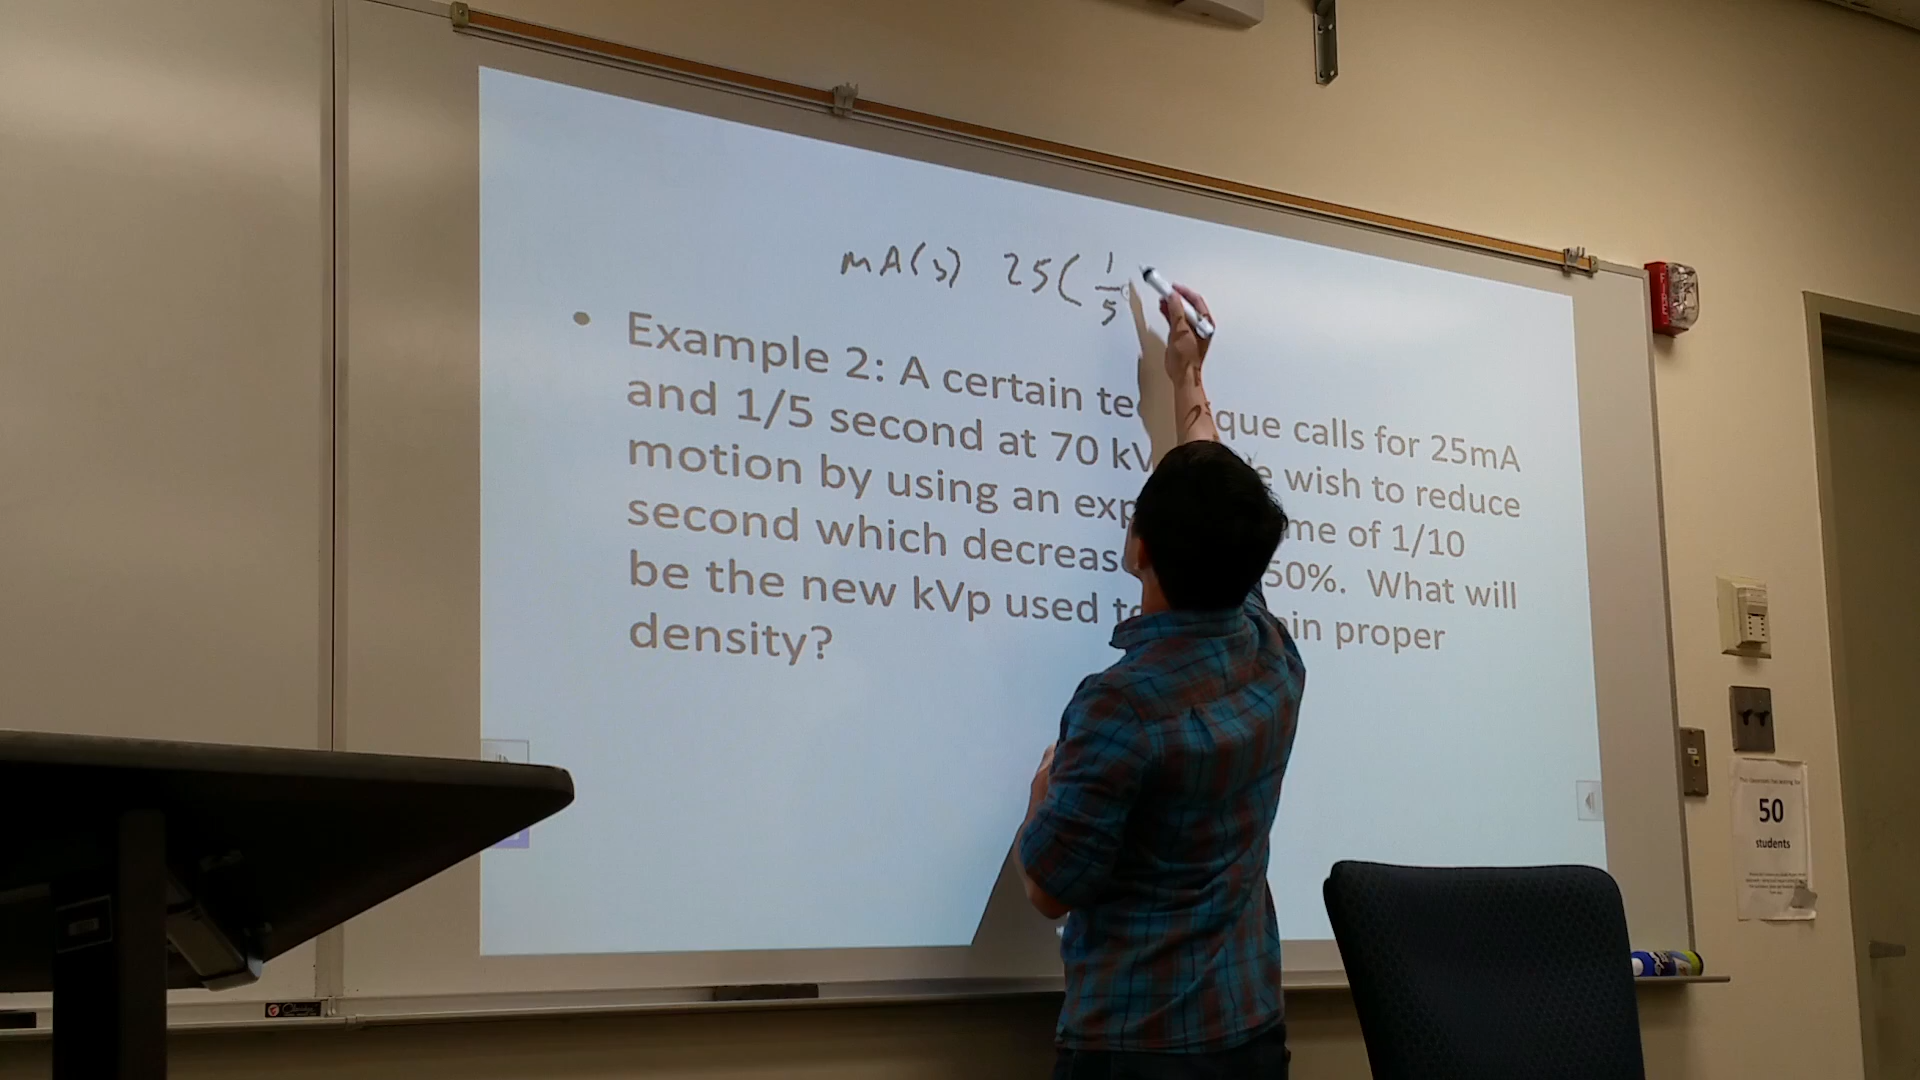 mA(s) 25( 1/5
• Example 2: A certain te que calls for 25mA
and 1/5 second at 70 kV wish to reduce
motion by using an exp me of 1/10
second which decreas 50%. What will
be the new kVp used t in proper
density?
50
students